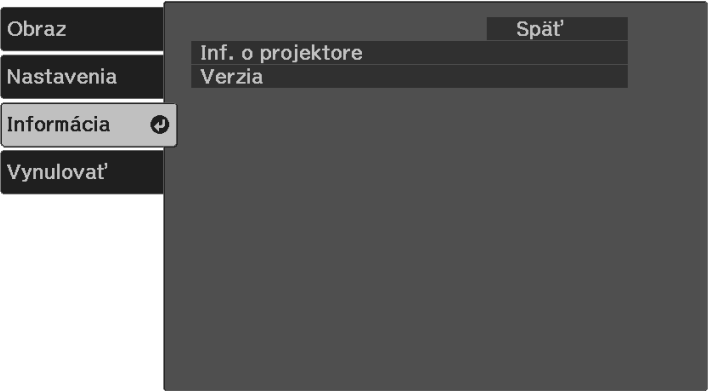 Obraz
Nastavenia
Informácia
Vynulovať
Späť
Inf. o projektore
Verzia